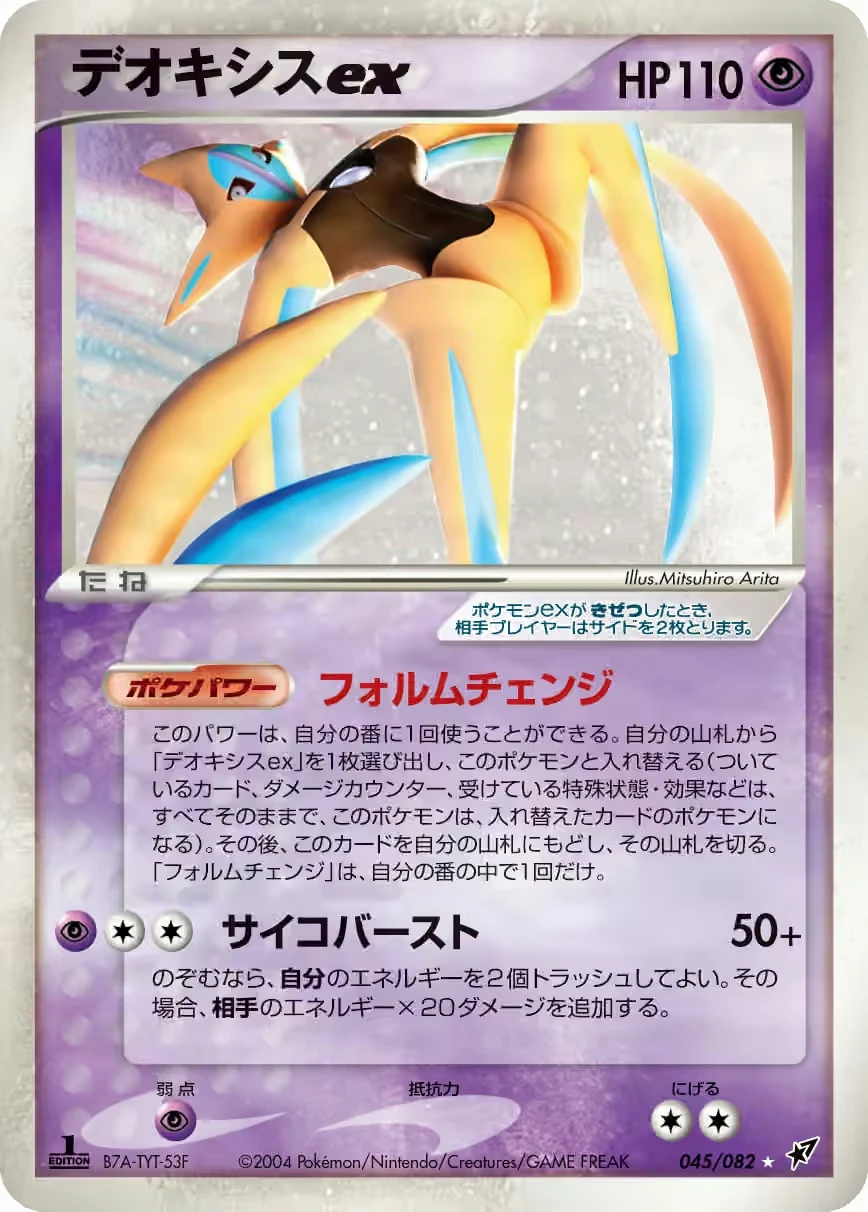 デオキシスex HP110
たね
Illus.Mitsuhiro Arita
ポケモンexが きぜつしたとき、
相手プレイヤーはサイドを2枚とります。
ポケパワー フォルムチェンジ
このパワーは、自分の番に1回使うことができる。自分の山札から
「デオキシスex」を1枚選び出し、このポケモンと入れ替える(ついて
いるカード、ダメージカウンター、受けている特殊状態・効果などは、
すべてそのままで、このポケモンは、入れ替えたカードのポケモンに
なる)。その後、このカードを自分の山札にもどし、その山札を切る。
「フォルムチェンジ」は、自分の番の中で1回だけ。
サイコバースト 50+
のぞむなら、自分のエネルギーを2個トラッシュしてよい。その
場合、相手のエネルギー×20ダメージを追加する。
弱点 抵抗力 にげる
1 EDITION B7A-TYT-53F ©2004 Pokémon/Nintendo/Creatures/GAME FREAK 045/082 ★